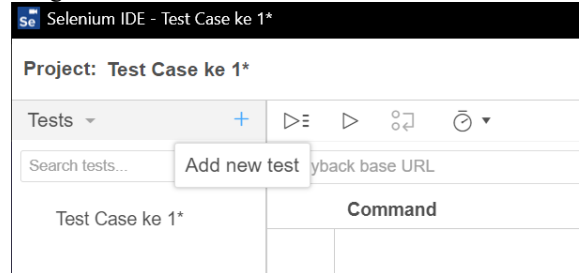 Se Selenium IDE - Test Case ke 1*
Project: Test Case ke 1*
Tests
Search tests...
Add new test
yback base URL
Test Case ke 1*
Command